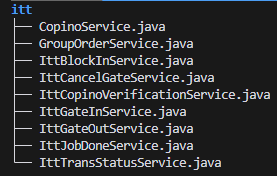 itt
├── CopinoService.java
├── GroupOrderService.java
├── IttBlockInService.java
├── IttCancelGateService.java
├── IttCopinoVerificationService.java
├── IttGateInService.java
├── IttGateOutService.java
├── IttJobDoneService.java
└── IttTransStatusService.java